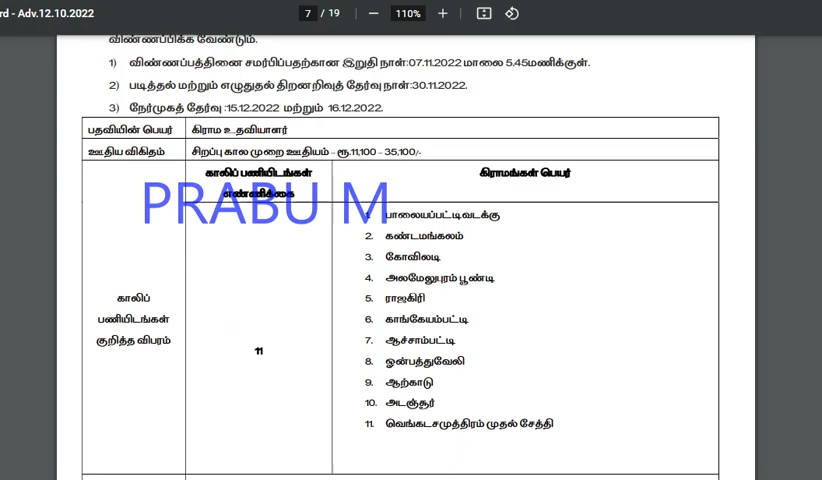 rd - Adv.12.10.2022
7 / 19
110%
விண்ணப்பிக்க வேண்டும்.
1) விண்ணப்பத்தினை சமர்பிப்பதற்கான இறுதி நாள்:07.11.2022 மாலை 5.45மணிக்குள்.
2) படித்தல் மற்றும் எழுதுதல் திறனறிவுத் தேர்வு நாள்:30.11.2022.
3) நேர்முகத் தேர்வு :15.12.2022 மற்றும் 16.12.2022.
பதவியின் பெயர் கிராம உதவியாளர்
ஊதிய விகிதம் சிறப்பு கால முறை ஊதியம் – ரூ.11,100 – 35,100/-
காலிப் பணியிடங்கள் எண்ணிக்கை
கிராமங்கள் பெயர்
PRABU M
காலிப்
பணியிடங்கள்
குறித்த விபரம்
11
1. பாலையப்பட்டி வடக்கு
2. கண்டமங்கலம்
3. கோவிலடி
4. அலமேலுபுரம் பூண்டி
5. ராஜகிரி
6. காங்கேயம்பட்டி
7. ஆச்சாம்பட்டி
8. ஒன்பத்துவேலி
9. ஆற்காடு
10. அடஞ்சூர்
11. வெங்கடசமுத்திரம் முதல் சேத்தி